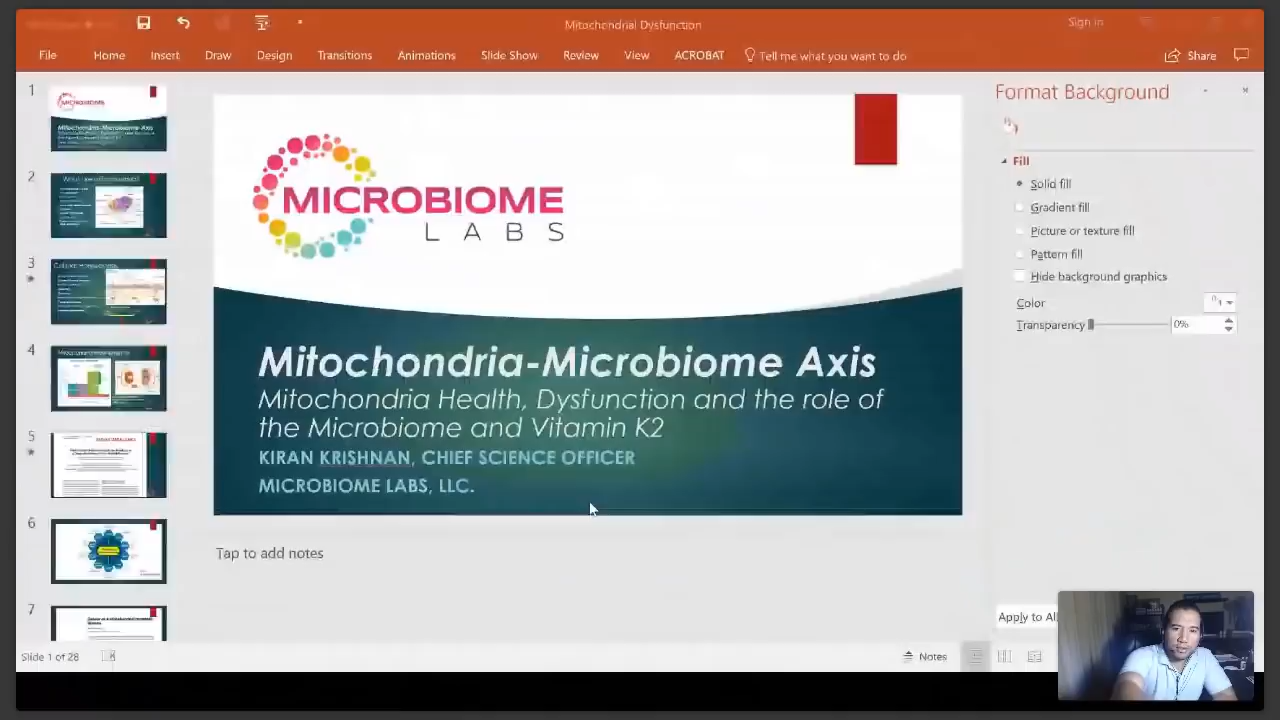 Mitochondrial Dysfunction
Sign in
File Home Insert Draw Design Transitions Animations Slide Show Review View ACROBAT Tell me what you want to do Share
1
2
3
4
5
6
7
MICROBIOME
LABS
Mitochondria-Microbiome Axis
Mitochondria Health, Dysfunction and the role of
the Microbiome and Vitamin K2
KIRAN KRISHNAN, CHIEF SCIENCE OFFICER
MICROBIOME LABS, LLC.
Tap to add notes
Format Background
Fill
Solid fill
Gradient fill
Picture or texture fill
Pattern fill
Hide background graphics
Color
Transparency 0%
Apply to All
Slide 1 of 28
Notes